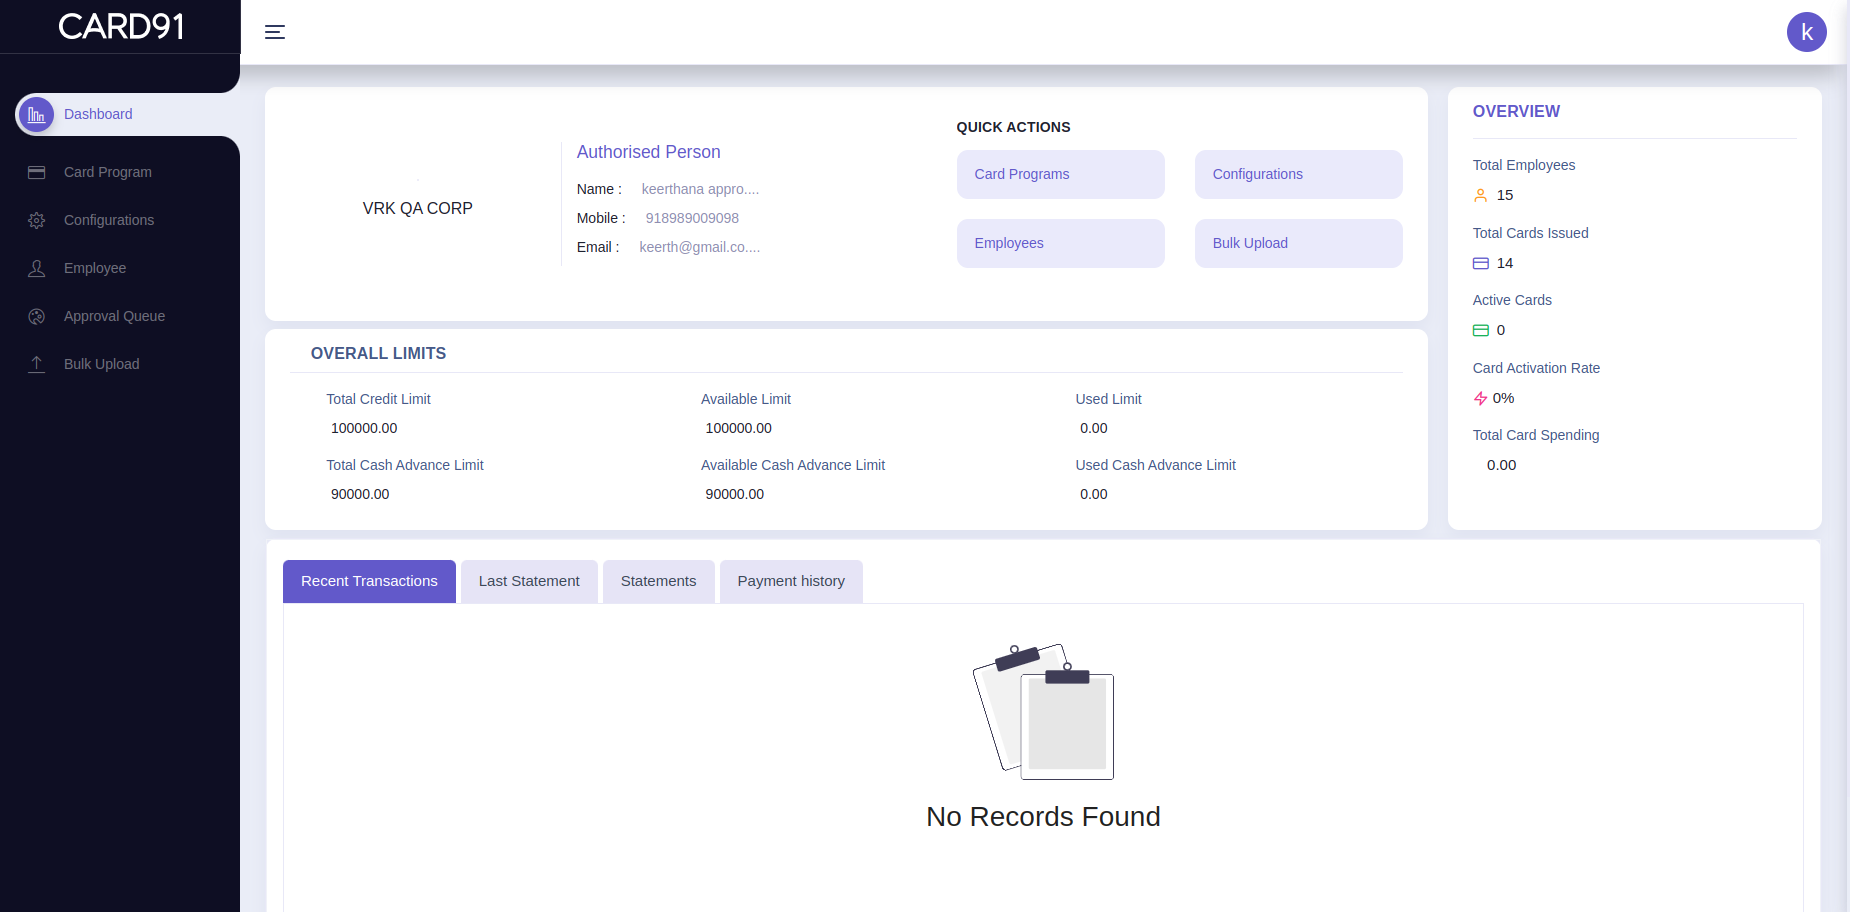 CARD91
k
Dashboard
Card Program
Configurations
Employee
Approval Queue
Bulk Upload
VRK QA CORP
Authorised Person
Name : keerthana appro....
Mobile : 918989009098
Email : keerth@gmail.co....
QUICK ACTIONS
Card Programs
Configurations
Employees
Bulk Upload
OVERVIEW
Total Employees
15
Total Cards Issued
14
Active Cards
0
Card Activation Rate
0%
Total Card Spending
0.00
OVERALL LIMITS
Total Credit Limit Available Limit Used Limit
100000.00 100000.00 0.00
Total Cash Advance Limit Available Cash Advance Limit Used Cash Advance Limit
90000.00 90000.00 0.00
Recent Transactions Last Statement Statements Payment history
No Records Found